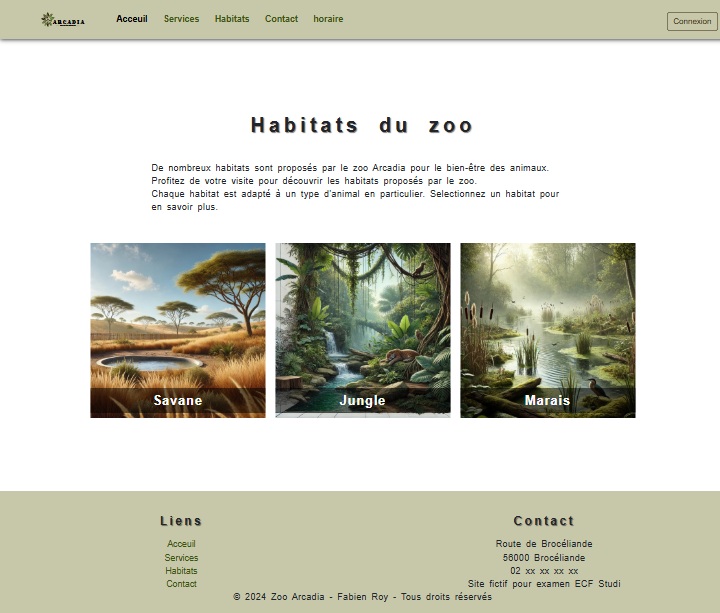 ARCADIA
Acceuil Services Habitats Contact horaire
Connexion
Habitats du zoo
De nombreux habitats sont proposés par le zoo Arcadia pour le bien-être des animaux.
Profitez de votre visite pour découvrir les habitats proposés par le zoo.
Chaque habitat est adapté à un type d'animal en particulier. Selectionnez un habitat pour
en savoir plus.
Savane
Jungle
Marais
Liens
Acceuil
Services
Habitats
Contact
Contact
Route de Brocéliande
56000 Brocéliande
02 xx xx xx xx
Site fictif pour examen ECF Studi
© 2024 Zoo Arcadia - Fabien Roy - Tous droits réservés